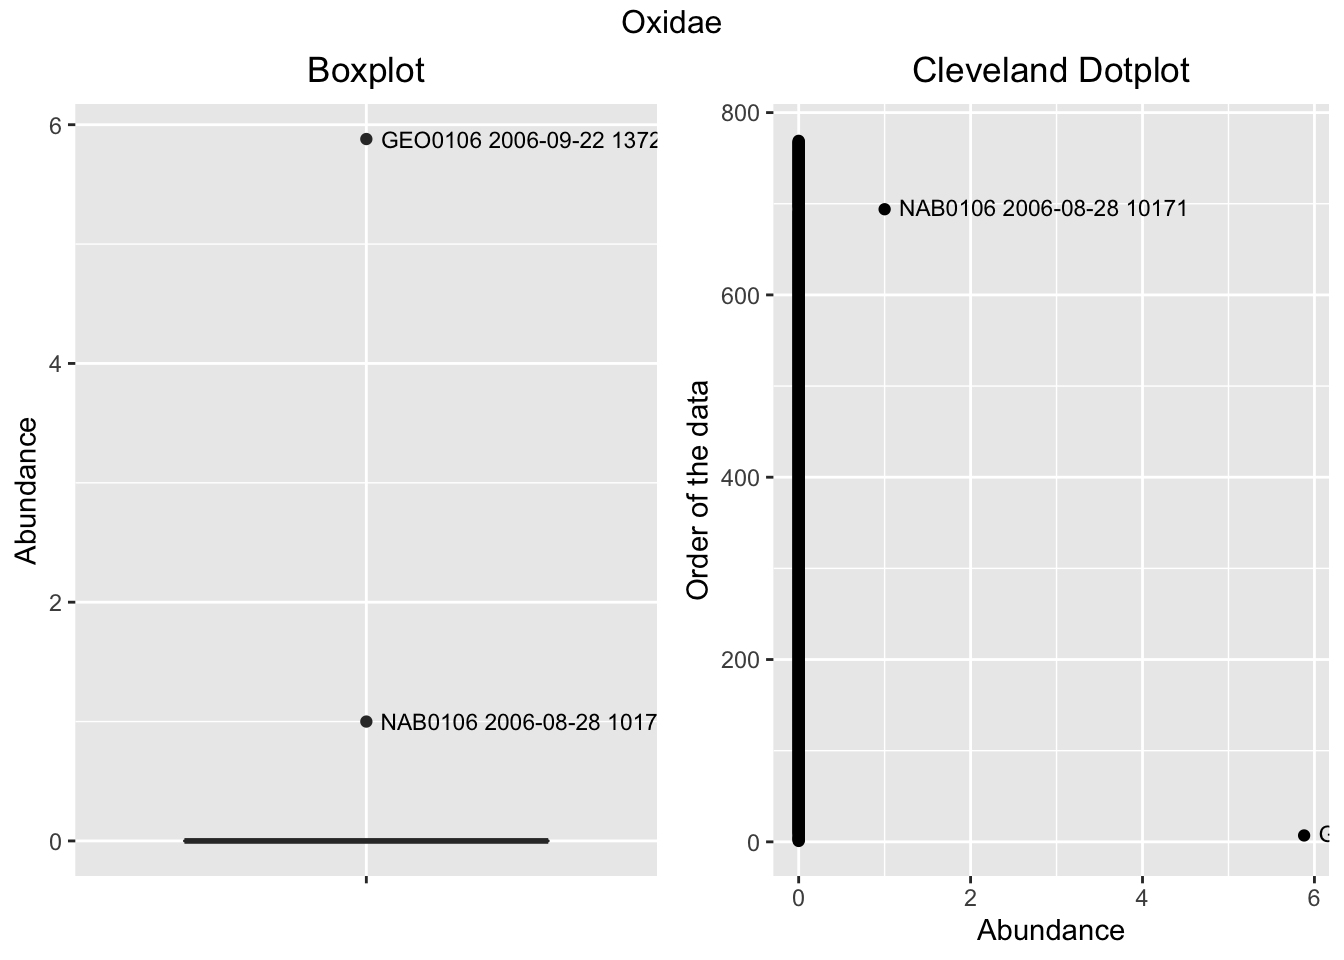 Oxidae
Boxplot
6
4
2
0
Abundance
GEO0106 2006-09-22 1372
NAB0106 2006-08-28 1017
Cleveland Dotplot
800
600
400
200
0
Order of the data
NAB0106 2006-08-28 10171
G
0 2 4 6
Abundance